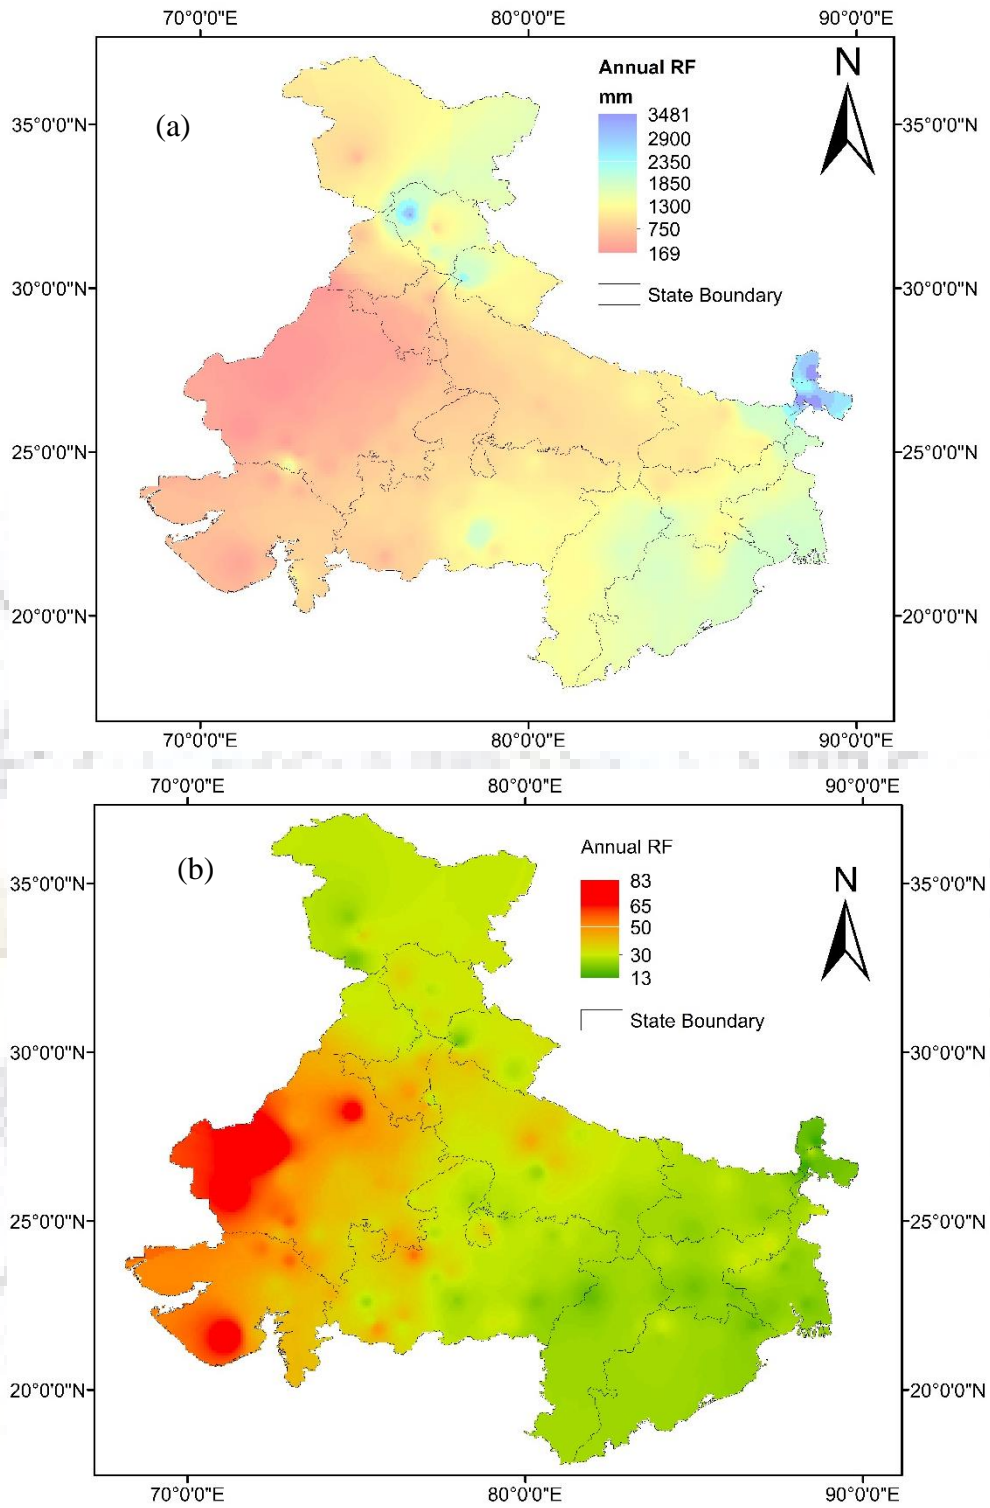 70°0'0"E 80°0'0"E 90°0'0"E
(a)
Annual RF
mm
3481
2900
2350
1850
1300
750
169
State Boundary
N
35°0'0"N 35°0'0"N
30°0'0"N 30°0'0"N
25°0'0"N 25°0'0"N
20°0'0"N 20°0'0"N
70°0'0"E 80°0'0"E 90°0'0"E
70°0'0"E 80°0'0"E 90°0'0"E
(b)
Annual RF
83
65
50
30
13
State Boundary
N
35°0'0"N 35°0'0"N
30°0'0"N 30°0'0"N
25°0'0"N 25°0'0"N
20°0'0"N 20°0'0"N
70°0'0"E 80°0'0"E 90°0'0"E